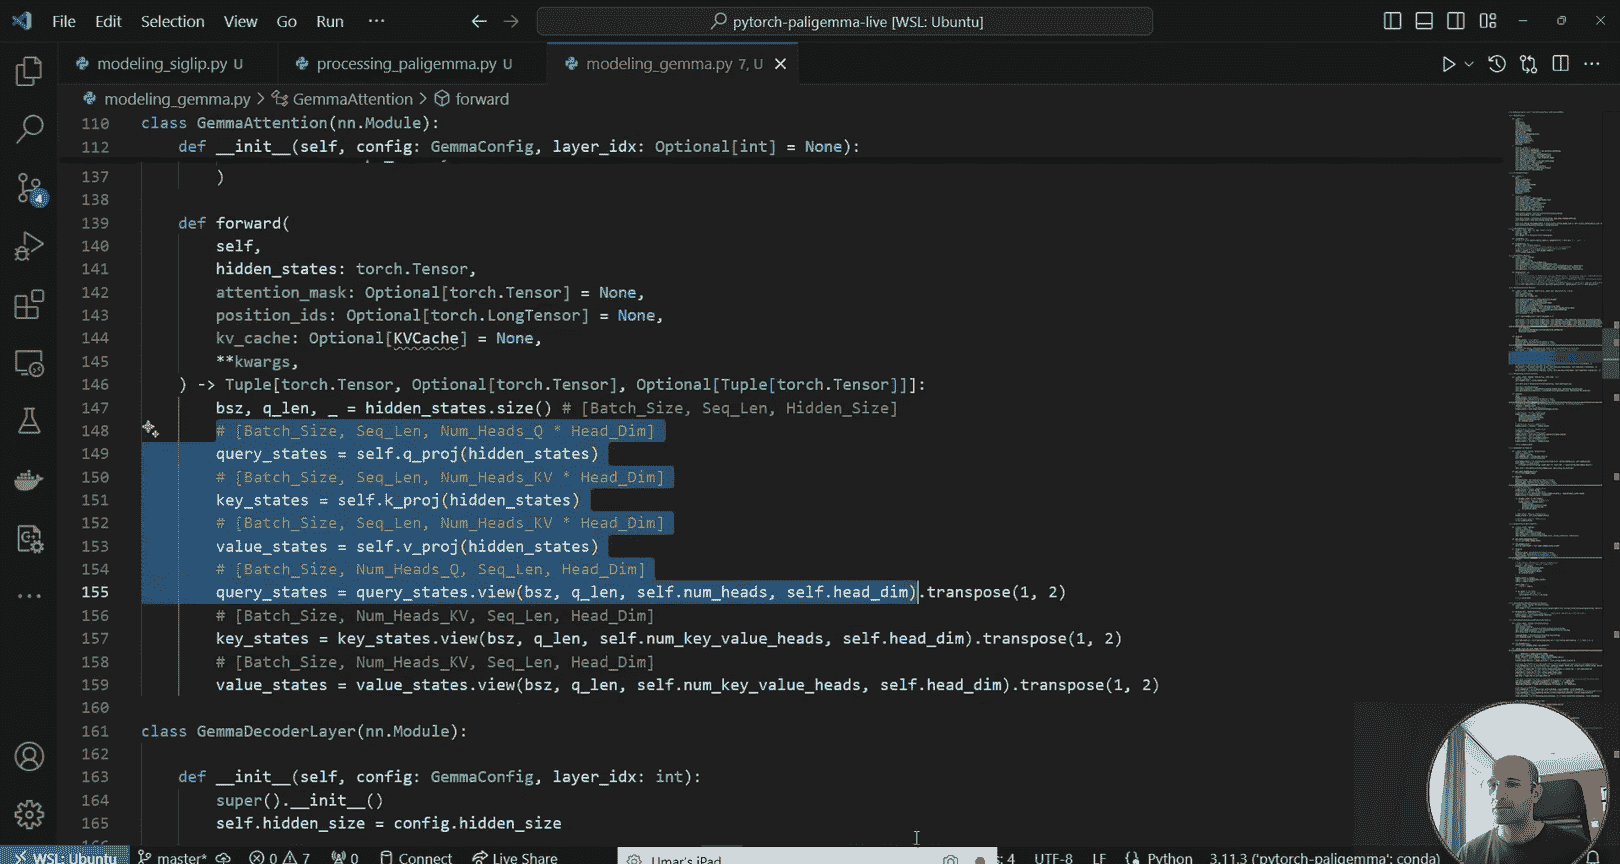 File Edit Selection View Go Run ··· pytorch-paligemma-live [WSL: Ubuntu]
modeling_siglip.py U processing_paligemma.py U modeling_gemma.py 7, U
modeling_gemma.py > GemmaAttention > forward
110 class GemmaAttention(nn.Module):
112 def __init__(self, config: GemmaConfig, layer_idx: Optional[int] = None):
137 )
138
139 def forward(
140 self,
141 hidden_states: torch.Tensor,
142 attention_mask: Optional[torch.Tensor] = None,
143 position_ids: Optional[torch.LongTensor] = None,
144 kv_cache: Optional[KVCache] = None,
145 **kwargs,
146 ) -> Tuple[torch.Tensor, Optional[torch.Tensor], Optional[Tuple[torch.Tensor]]]:
147 bsz, q_len, _ = hidden_states.size() # [Batch_Size, Seq_Len, Hidden_Size]
148 # [Batch_Size, Seq_Len, Num_Heads_Q * Head_Dim]
149 query_states = self.q_proj(hidden_states)
150 # [Batch_Size, Seq_Len, Num_Heads_KV * Head_Dim]
151 key_states = self.k_proj(hidden_states)
152 # [Batch_Size, Seq_Len, Num_Heads_KV * Head_Dim]
153 value_states = self.v_proj(hidden_states)
154 # [Batch_Size, Num_Heads_Q, Seq_Len, Head_Dim]
155 query_states = query_states.view(bsz, q_len, self.num_heads, self.head_dim).transpose(1, 2)
156 # [Batch_Size, Num_Heads_KV, Seq_Len, Head_Dim]
157 key_states = key_states.view(bsz, q_len, self.num_key_value_heads, self.head_dim).transpose(1, 2)
158 # [Batch_Size, Num_Heads_KV, Seq_Len, Head_Dim]
159 value_states = value_states.view(bsz, q_len, self.num_key_value_heads, self.head_dim).transpose(1, 2)
160
161 class GemmaDecoderLayer(nn.Module):
162
163 def __init__(self, config: GemmaConfig, layer_idx: int):
164 super().__init__()
165 self.hidden_size = config.hidden_size
WSL: Ubuntu master* 0 7 0 Connect Live Share Umar's iPad s: 4 UTF-8 LF Python 3.11.3 ('pytorch-paligemma': conda)